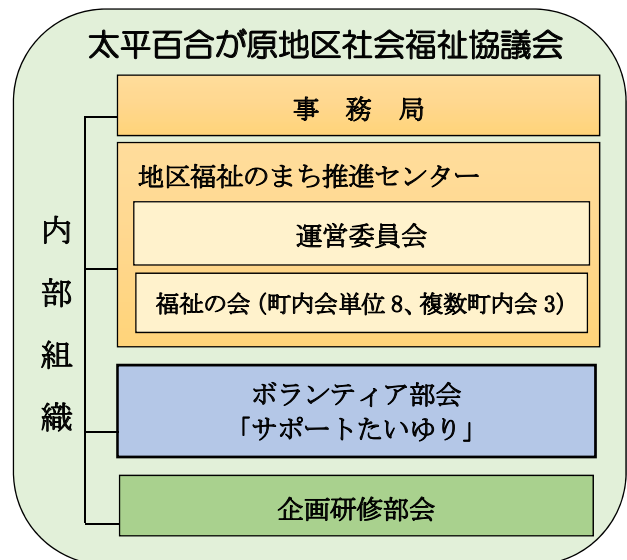 太平百合が原地区社会福祉協議会
内部組織
事　務　局
地区福祉のまち推進センター
運営委員会
福祉の会（町内会単位 8、複数町内会 3）
ボランティア部会
「サポートたいゆり」
企画研修部会